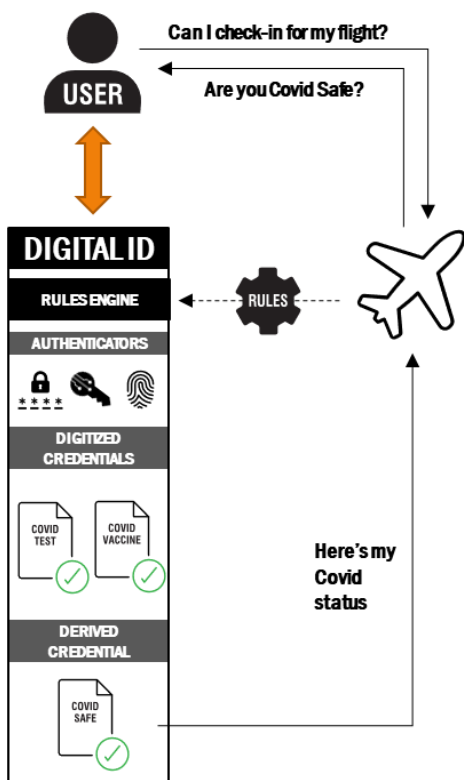 Can I check-in for my flight?
USER
Are you Covid Safe?
DIGITAL ID
RULES ENGINE
RULES
AUTHENTICATORS
* * * *
DIGITIZED
CREDENTIALS
COVID
TEST
COVID
VACCINE
Here's my
Covid
status
DERIVED
CREDENTIAL
COVID
SAFE